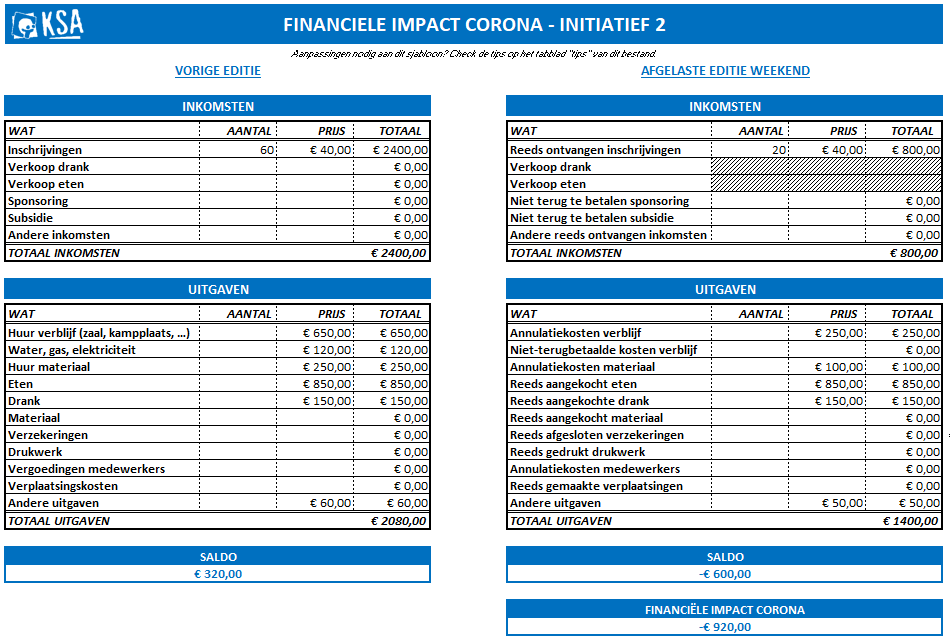 KSA
FINANCIELE IMPACT CORONA - INITIATIEF 2
Aanpassingen nodig aan dit sjabloon? Check de tips op het tabblad "tips" van dit bestand.
VORIGE EDITIE
INKOMSTEN
WAT AANTAL PRIJS TOTAAL
Inschrijvingen 60 € 40,00 € 2400,00
Verkoop drank € 0,00
Verkoop eten € 0,00
Sponsoring € 0,00
Subsidie € 0,00
Andere inkomsten € 0,00
TOTAAL INKOMSTEN € 2400,00
UITGAVEN
WAT AANTAL PRIJS TOTAAL
Huur verblijf (zaal, kampplaats, ...) € 650,00 € 650,00
Water, gas, elektriciteit € 120,00 € 120,00
Huur materiaal € 250,00 € 250,00
Eten € 850,00 € 850,00
Drank € 150,00 € 150,00
Materiaal € 0,00
Verzekeringen € 0,00
Drukwerk € 0,00
Vergoedingen medewerkers € 0,00
Verplaatsingskosten € 0,00
Andere uitgaven € 60,00 € 60,00
TOTAAL UITGAVEN € 2080,00
SALDO
€ 320,00
AFGELASTE EDITIE WEEKEND
INKOMSTEN
WAT AANTAL PRIJS TOTAAL
Reeds ontvangen inschrijvingen 20 € 40,00 € 800,00
Verkoop drank
Verkoop eten
Niet terug te betalen sponsoring € 0,00
Niet terug te betalen subsidie € 0,00
Andere reeds ontvangen inkomsten € 0,00
TOTAAL INKOMSTEN € 800,00
UITGAVEN
WAT AANTAL PRIJS TOTAAL
Annulatiekosten verblijf € 250,00 € 250,00
Niet-terugbetaalde kosten verblijf € 0,00
Annulatiekosten materiaal € 100,00 € 100,00
Reeds aangekocht eten € 850,00 € 850,00
Reeds aangekochte drank € 150,00 € 150,00
Reeds aangekocht materiaal € 0,00
Reeds afgesloten verzekeringen € 0,00
Reeds gedrukt drukwerk € 0,00
Annulatiekosten medewerkers € 0,00
Reeds gemaakte verplaatsingen € 0,00
Andere uitgaven € 50,00 € 50,00
TOTAAL UITGAVEN € 1400,00
SALDO
-€ 600,00
FINANCIËLE IMPACT CORONA
-€ 920,00